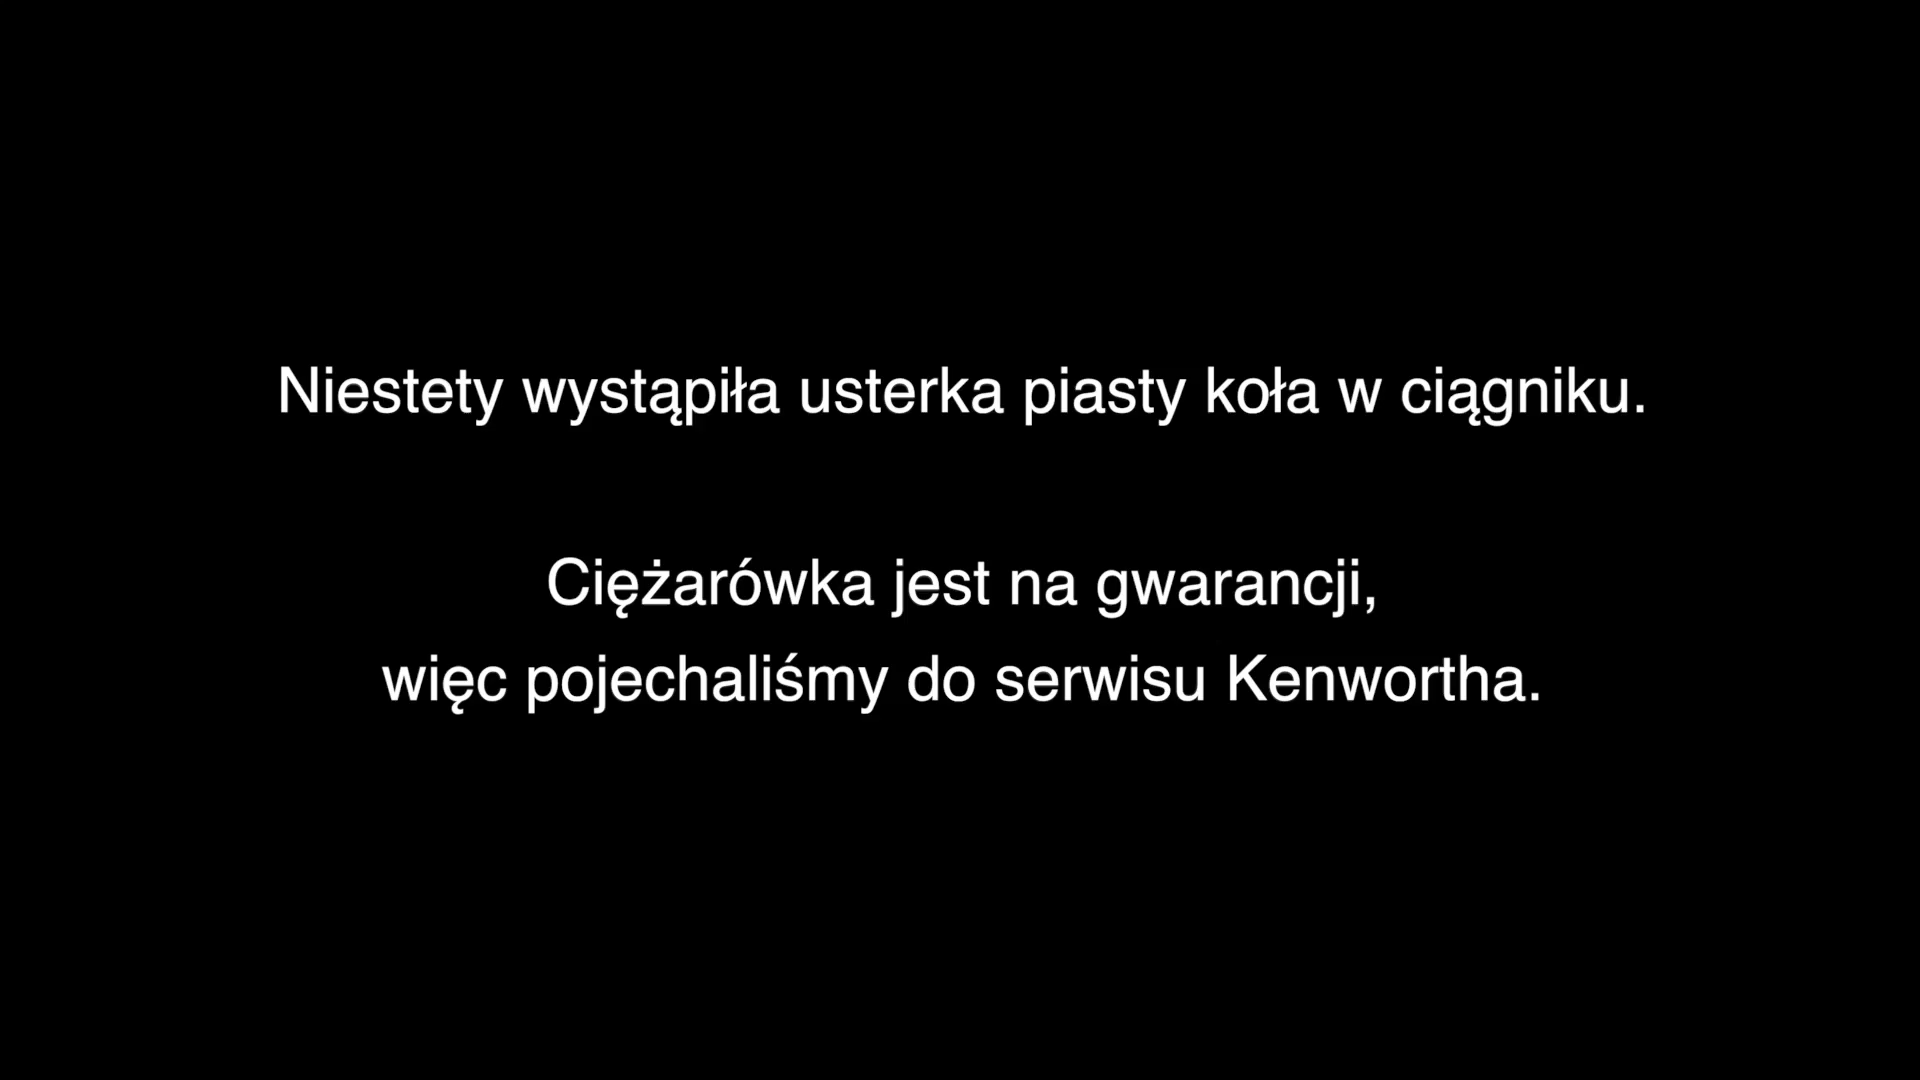 Niestety wystąpiła usterka piasty koła w ciągniku.
Ciężarówka jest na gwarancji,
więc pojechaliśmy do serwisu Kenwortha.